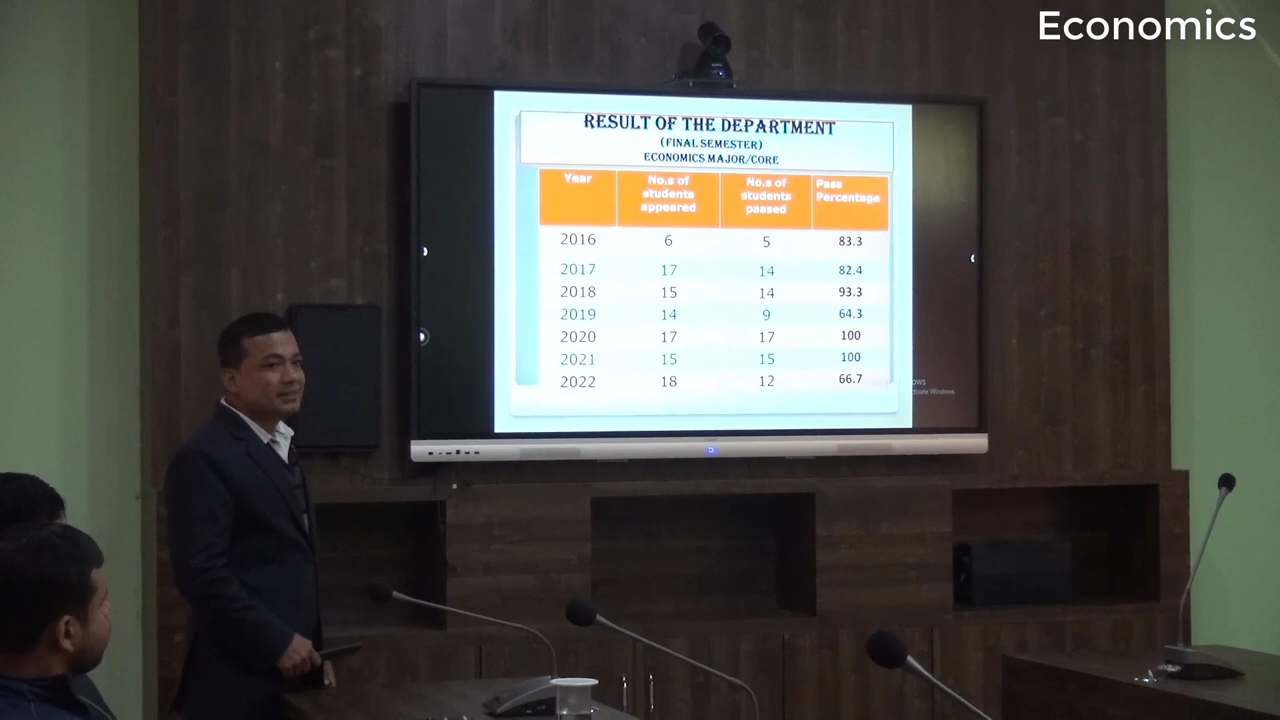 Economics
RESULT OF THE DEPARTMENT
(FINAL SEMESTER)
ECONOMICS MAJOR/CORE
Year No.s of students appeared No.s of students passed Pass Percentage
2016 6 5 83.3
2017 17 14 82.4
2018 15 14 93.3
2019 14 9 64.3
2020 17 17 100
2021 15 15 100
2022 18 12 66.7
Windows.